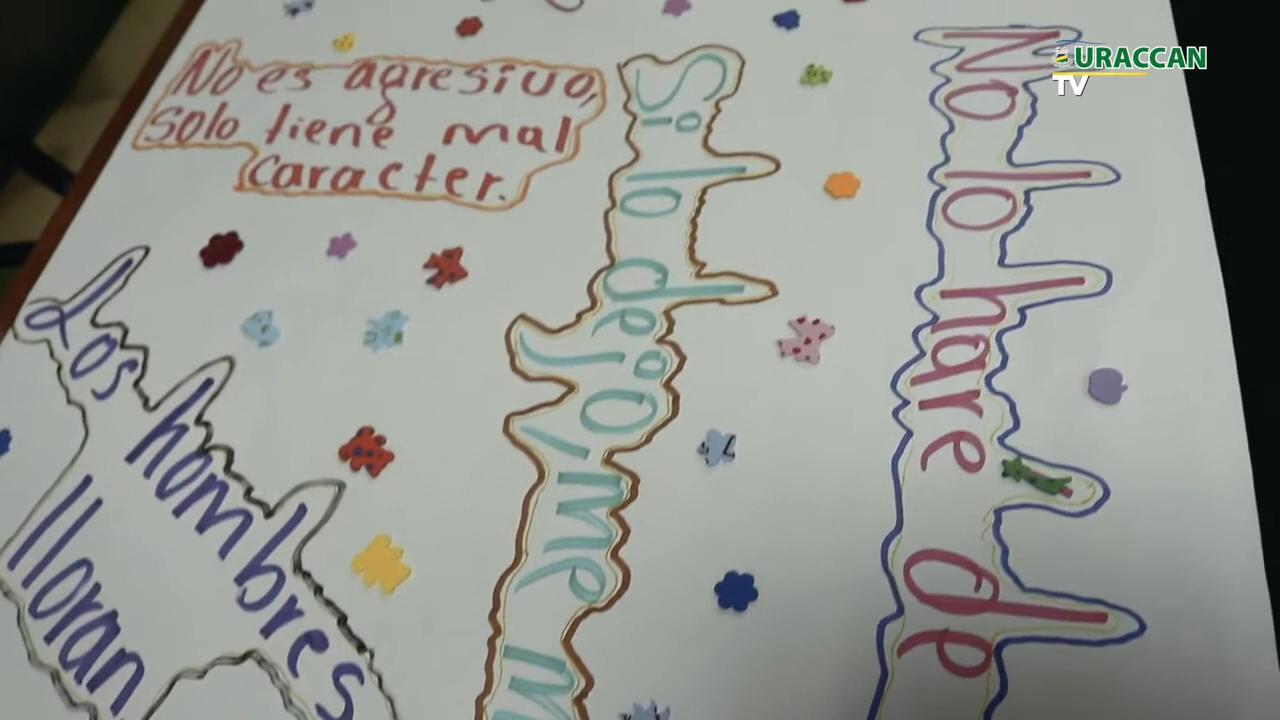 URACCAN
TV
No es agresivo,
solo tiene mal
caracter.
Si lo dejo, me m
No lo hare de
Los hombres
lloran